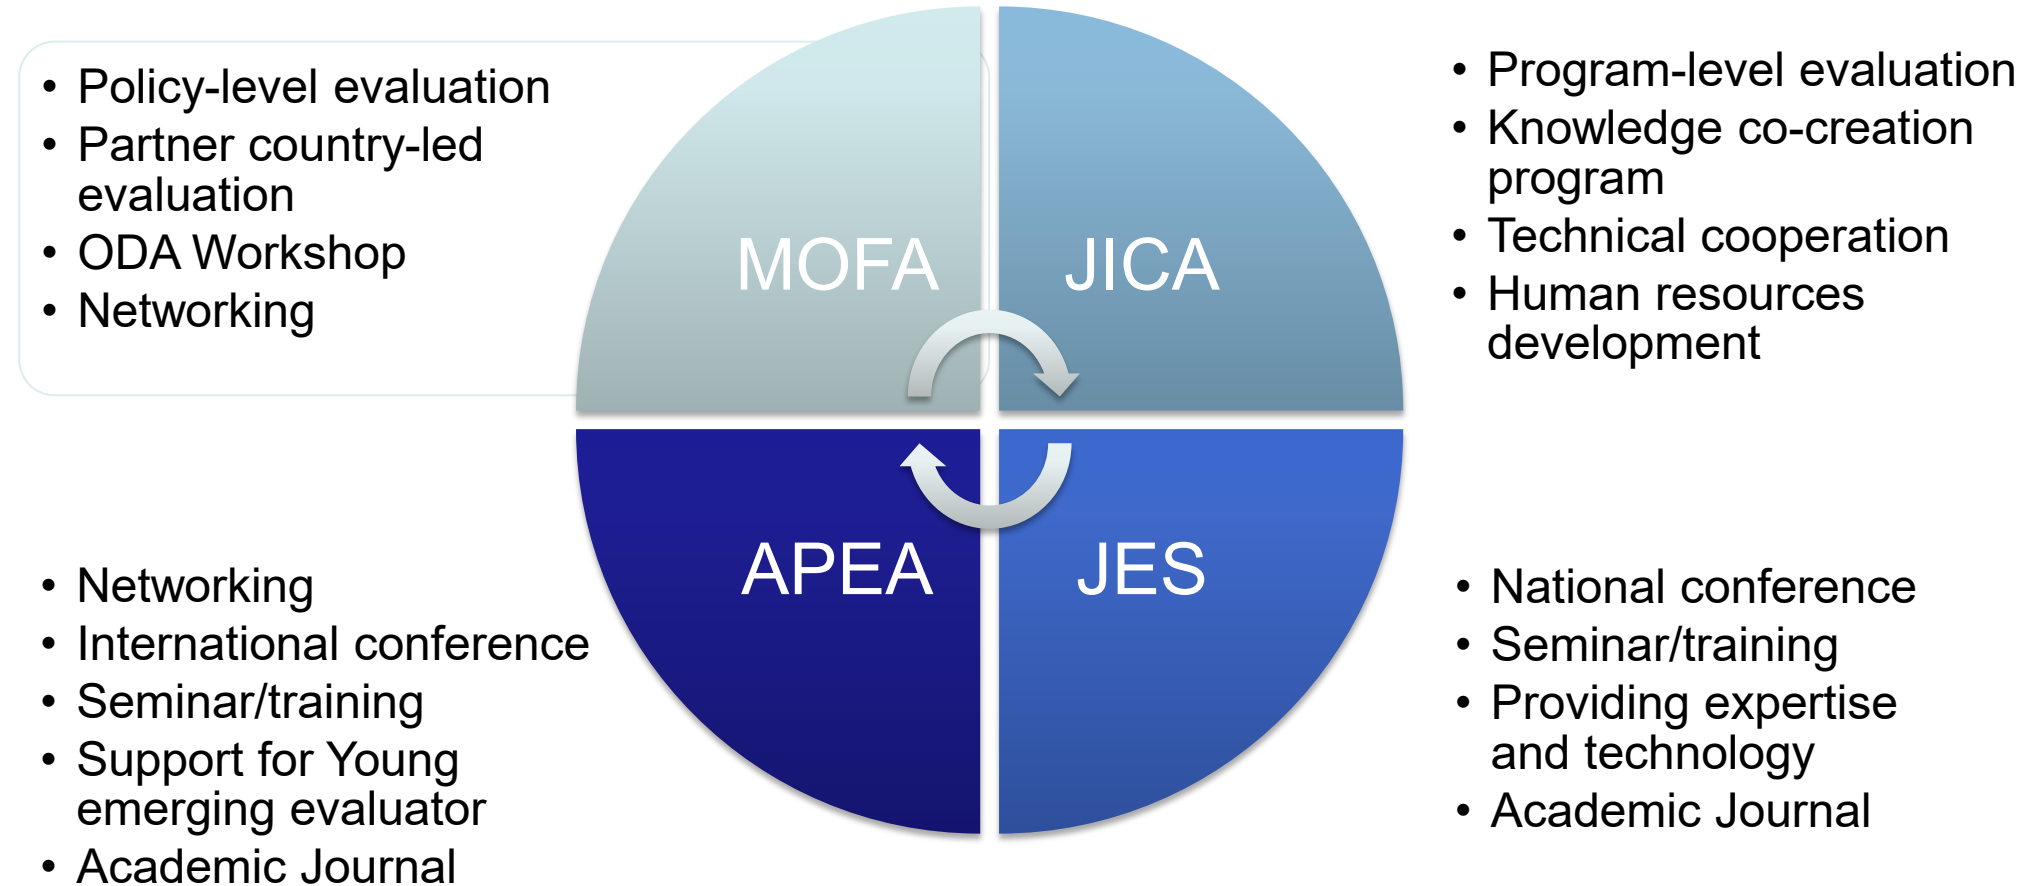 • Policy-level evaluation
• Partner country-led
evaluation
• ODA Workshop
• Networking
MOFA
JICA
• Program-level evaluation
• Knowledge co-creation
program
• Technical cooperation
• Human resources
development
APEA
JES
• Networking
• International conference
• Seminar/training
• Support for Young
emerging evaluator
• Academic Journal
• National conference
• Seminar/training
• Providing expertise
and technology
• Academic Journal